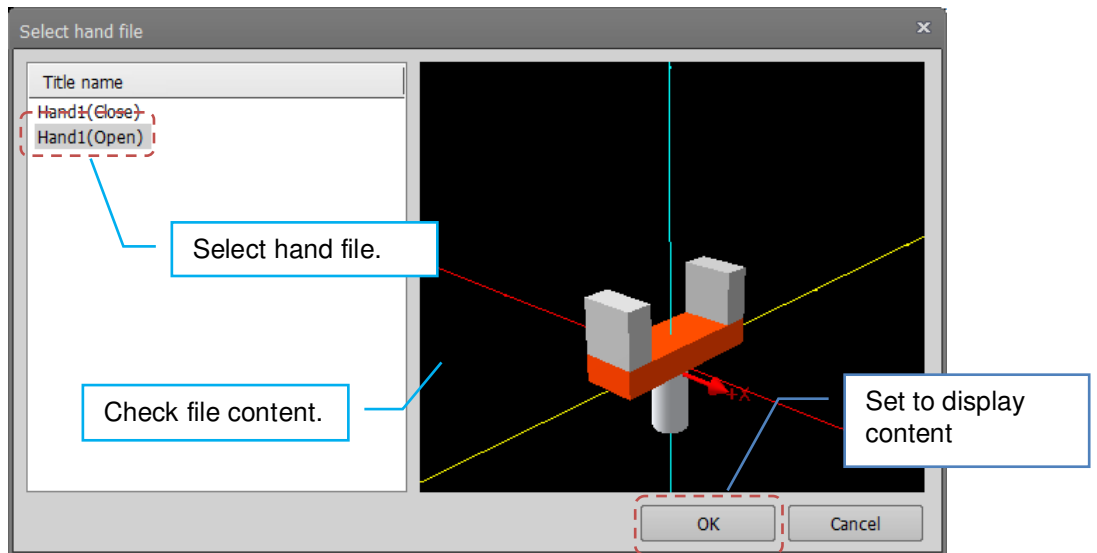 Select hand file
Title name
Hand1(Close)
Hand1(Open)
Select hand file.
Check file content.
+X
Set to display
content
OK
Cancel